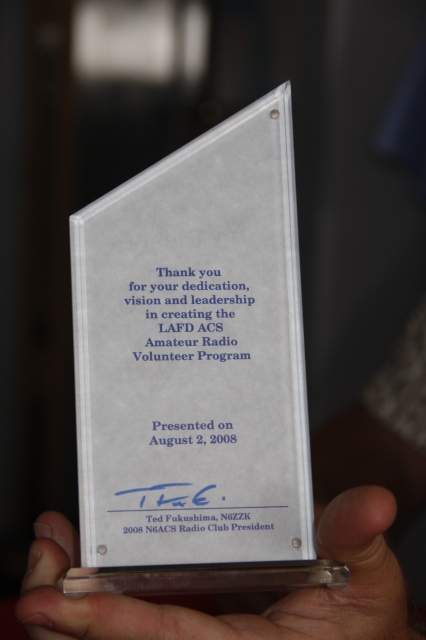 Thank you
for your dedication,
vision and leadership
in creating the
LAFD ACS
Amateur Radio
Volunteer Program
Presented on
August 2, 2008
Ted Fukushima, N6ZZK
2008 N6ACS Radio Club President